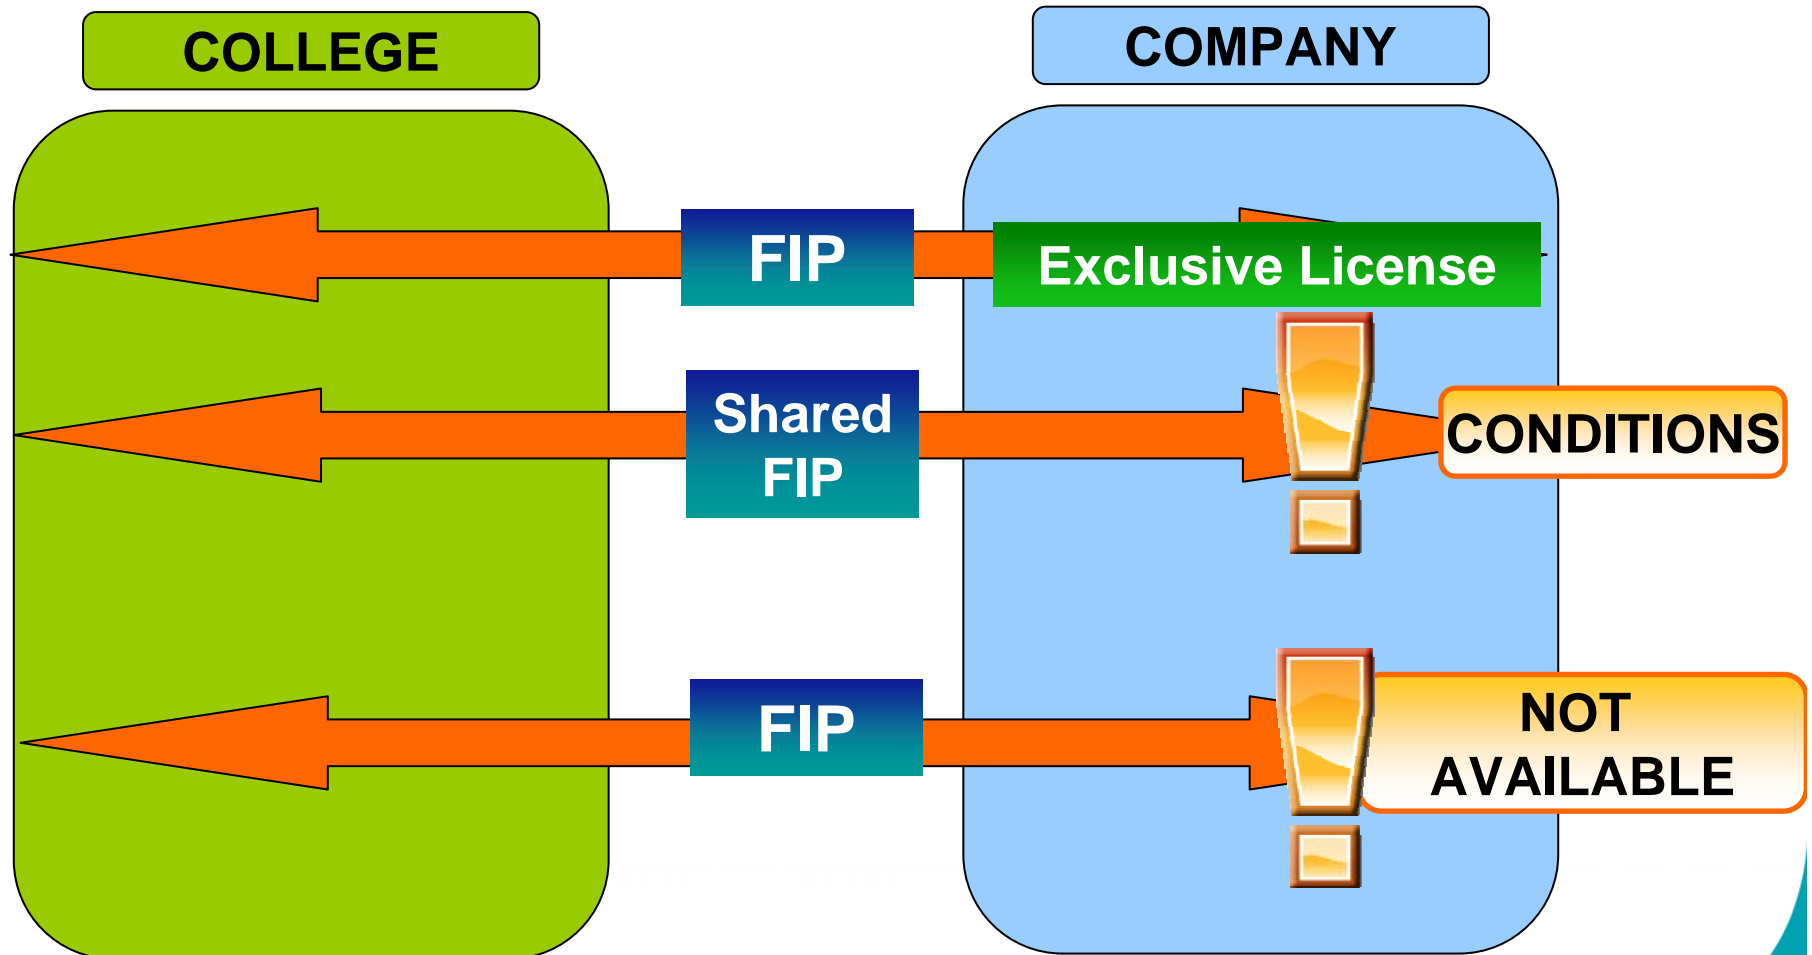 COLLEGE
COMPANY
FIP
Exclusive License
Shared
FIP
CONDITIONS
FIP
NOT
AVAILABLE